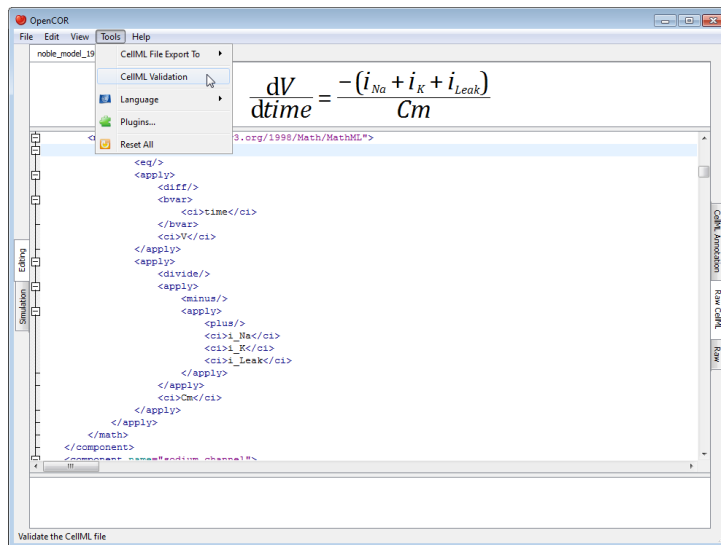 OpenCOR
File Edit View Tools Help
noble_model_19
CellML File Export To
CellML Validation
Language
Plugins...
Reset All
dV/dtime = −(i_Na + i_K + i_Leak)/Cm
3.org/1998/Math/MathML">
<eq/>
<apply>
<diff/>
<bvar>
<ci>time</ci>
</bvar>
<ci>V</ci>
</apply>
<apply>
<divide/>
<apply>
<minus/>
<apply>
<plus/>
<ci>i_Na</ci>
<ci>i_K</ci>
<ci>i_Leak</ci>
</apply>
</apply>
<ci>Cm</ci>
</apply>
</apply>
</math>
</component>
<component name="sodium_channel">
Editing
Simulation
CellML Annotation
Raw CellML
Raw
Validate the CellML file